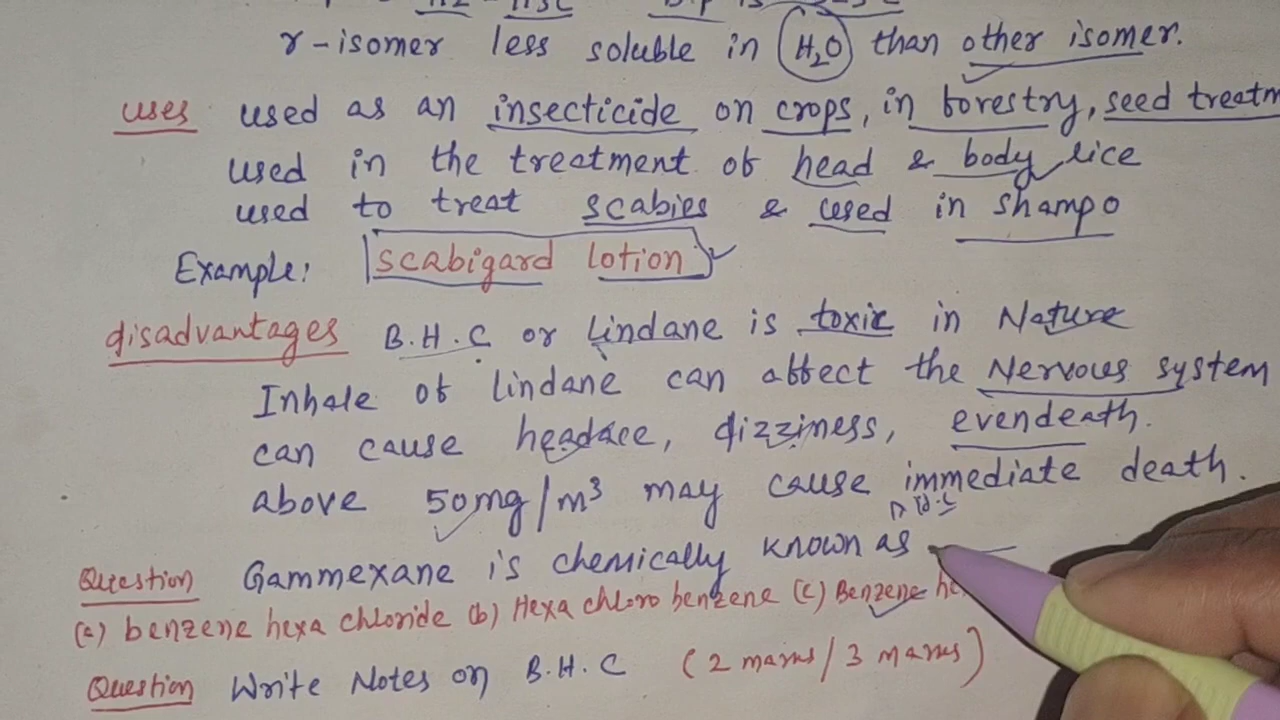 γ-isomer less soluble in H₂O than other isomer.
uses used as an insecticide on crops, in forestry, seed treatm
used in the treatment of head & body lice
used to treat scabies & used in shampo
Example: scabigard lotion
disadvantages B.H.C or Lindane is toxic in Nature
Inhale of lindane can affect the Nervous system
can cause headace, dizziness, evendeath.
above 50mg/m³ may cause immediate death.
Question Gammexane is chemically known as
(a) benzene hexa chloride (b) Hexa chloro benzene (c) Benzene he
Question Write Notes on B.H.C (2 marks/3 marks)